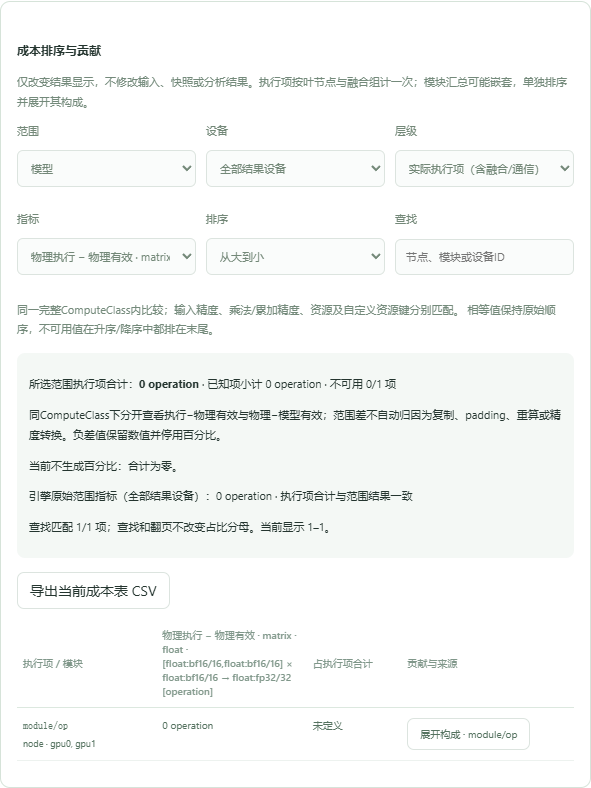 成本排序与贡献
仅改变结果显示，不修改输入、快照或分析结果。执行项按叶节点与融合组计一次；模块汇总可能嵌套，单独排序
并展开其构成。
范围 设备 层级
模型 全部结果设备 实际执行项（含融合/通信）
指标 排序 查找
物理执行 − 物理有效 · matrix 从大到小 节点、模块或设备ID
同一完整ComputeClass内比较；输入精度、乘法/累加精度、资源及自定义资源键分别匹配。 相等值保持原始顺
序，不可用值在升序/降序中都排在末尾。
所选范围执行项合计：0 operation · 已知项小计 0 operation · 不可用 0/1 项
同ComputeClass下分开查看执行−物理有效与物理−模型有效；范围差不自动归因为复制、padding、重算或精
度转换。负差值保留数值并停用百分比。
当前不生成百分比：合计为零。
引擎原始范围指标（全部结果设备）：0 operation · 执行项合计与范围结果一致
查找匹配 1/1 项；查找和翻页不改变占比分母。当前显示 1–1。
导出当前成本表 CSV
执行项 / 模块
物理执行 − 物理有效 · matrix ·
float ·
[float:bf16/16,float:bf16/16] ×
float:bf16/16 → float:fp32/32
[operation]
占执行项合计
贡献与来源
module/op
node · gpu0, gpu1
0 operation
未定义
展开构成 · module/op